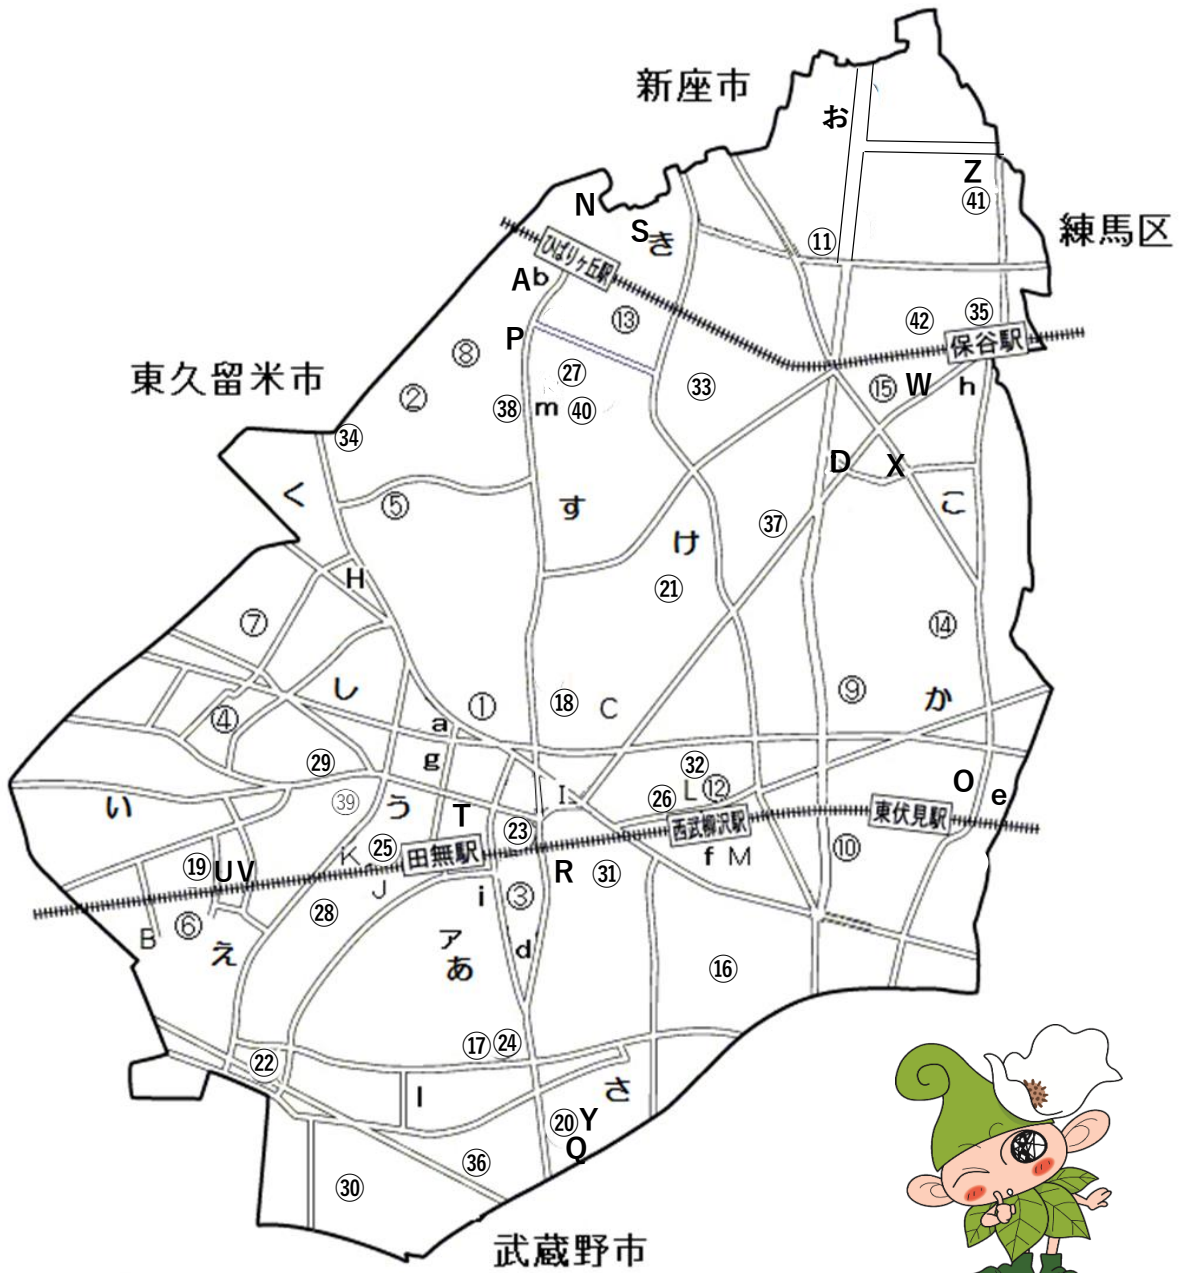 新座市
お
Z
㊶
N
S
き
練馬区
⑪
ひばりヶ丘駅
A
b
⑬
㊷
㉟
P
保谷駅
⑧
東久留米市
㉗
㉝
⑮
W
h
②
㊳
m
㊵
㉞
D
X
く
⑤
す
こ
㊲
け
H
㉑
⑦
⑭
し
①
⑱
C
⑨
か
④
a
g
㉙
㉜
I
L
⑫
O
e
い
㊴
う
T
㉖
㉓
西武柳沢駅
東伏見駅
㉕
K
田無駅
f
M
⑩
⑲
U
V
J
R
㉛
i
③
㉘
⑥
B
え
ア
あ
d
⑯
⑰
㉔
㉒
l
さ
⑳
Y
Q
㊱
㉚
武蔵野市